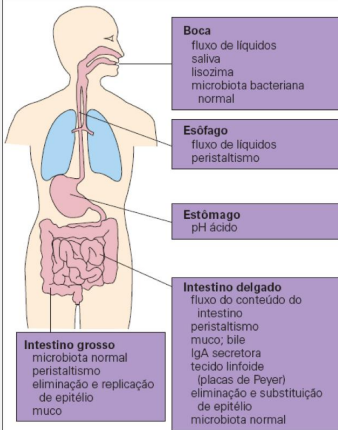 Boca
fluxo de líquidos
saliva
lisozima
microbiota bacteriana
normal
Esôfago
fluxo de líquidos
peristaltismo
Estômago
pH ácido
Intestino delgado
fluxo do conteúdo do
intestino
peristaltismo
muco; bile
IgA secretora
tecido linfoide
(placas de Peyer)
eliminação e substituição
de epitélio
microbiota normal
Intestino grosso
microbiota normal
peristaltismo
eliminação e replicação
de epitélio
muco